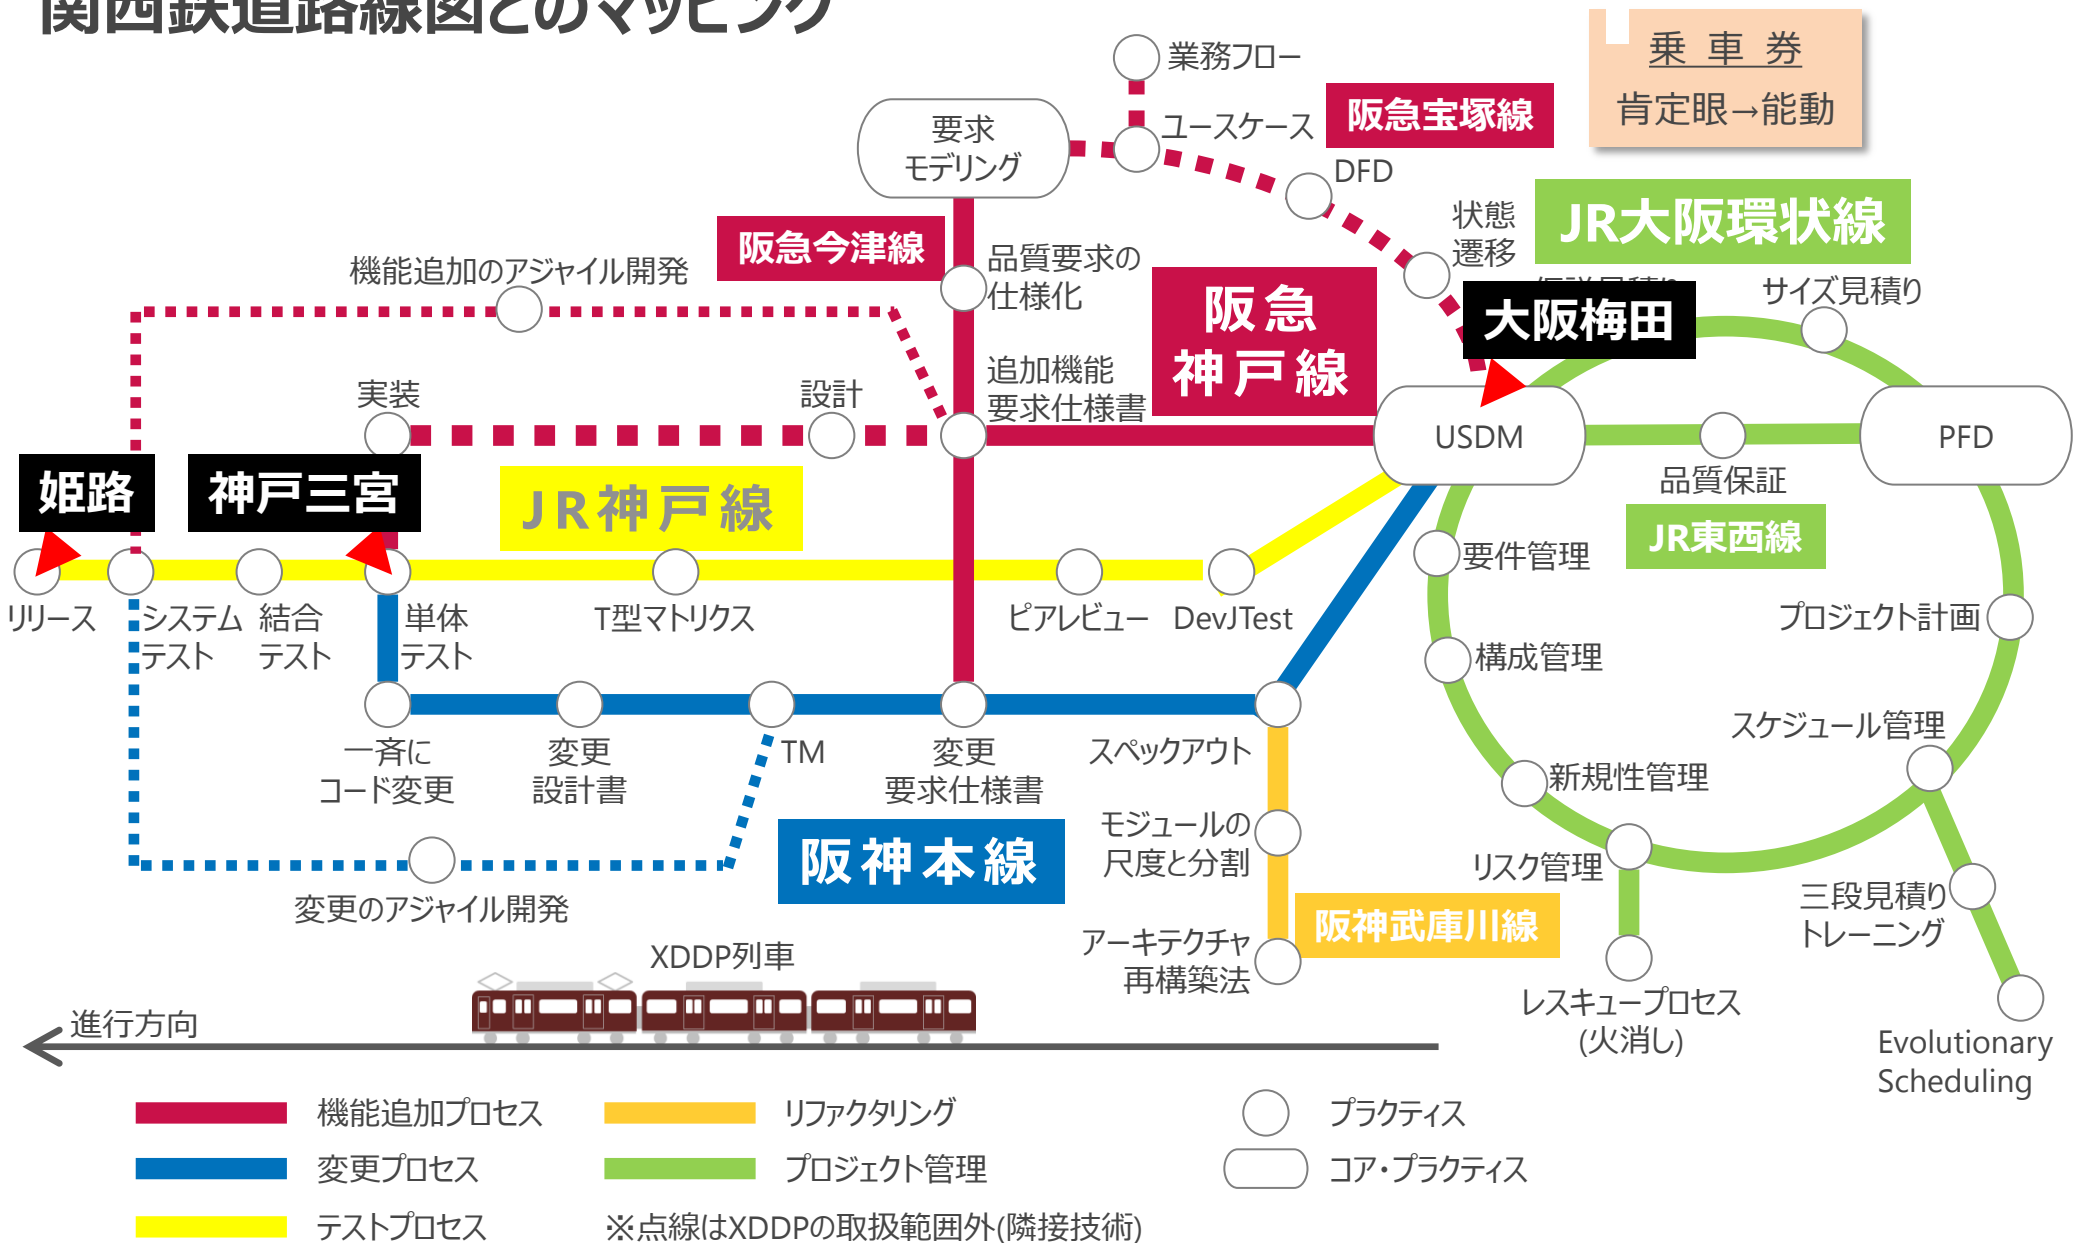 関西鉄道路線図とのマッピング
乗 車 券
肯定眼→能動
業務フロー
要求
モデリング
ユースケース
阪急宝塚線
DFD
状態
遷移
JR大阪環状線
阪急今津線
品質要求の
仕様化
機能追加のアジャイル開発
サイズ見積り
阪急
神戸線
大阪梅田
追加機能
要求仕様書
実装
設計
USDM
PFD
品質保証
JR東西線
姫路
神戸三宮
JR神戸線
要件管理
リリース
システム
テスト
結合
テスト
単体
テスト
T型マトリクス
ピアレビュー
DevJTest
プロジェクト計画
構成管理
スケジュール管理
一斉に
コード変更
変更
設計書
TM
変更
要求仕様書
スペックアウト
新規性管理
阪神本線
モジュールの
尺度と分割
リスク管理
変更のアジャイル開発
三段見積り
トレーニング
阪神武庫川線
アーキテクチャ
再構築法
XDDP列車
進行方向
レスキュープロセス
(火消し)
Evolutionary
Scheduling
機能追加プロセス
リファクタリング
プラクティス
変更プロセス
プロジェクト管理
コア・プラクティス
テストプロセス
※点線はXDDPの取扱範囲外(隣接技術)